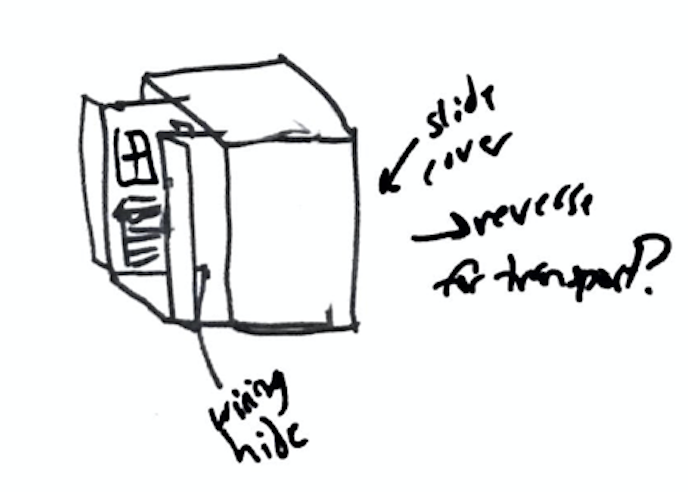 slide
cover
→ reverse
for transport?
wiring
hide